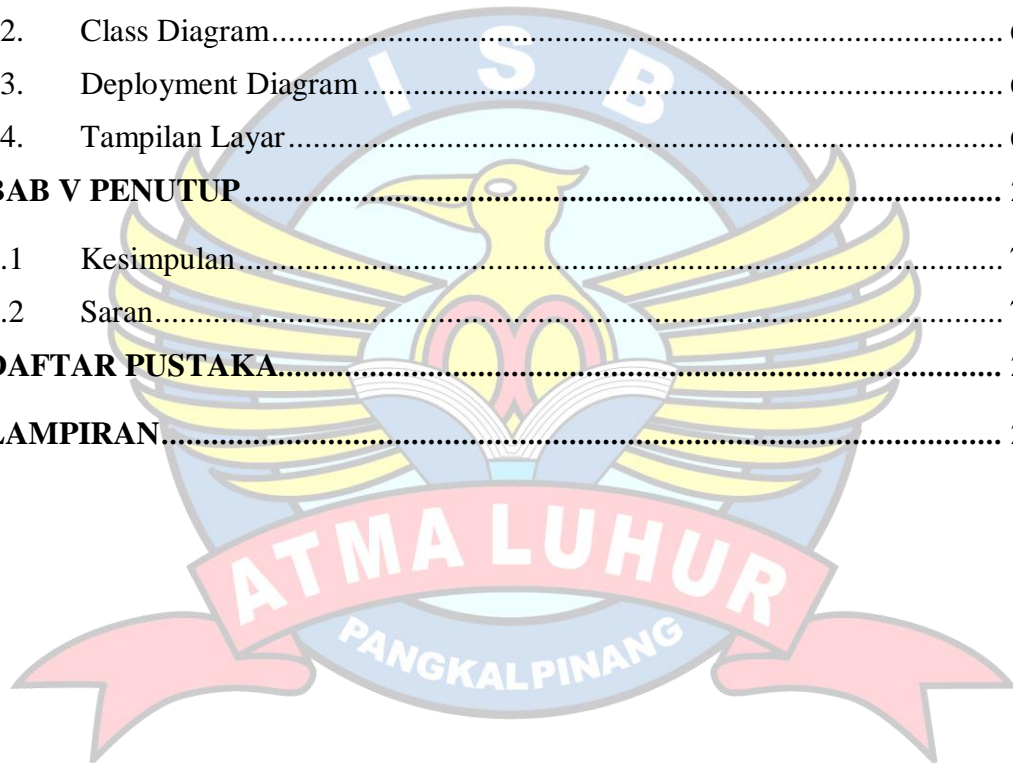 2. Class Diagram
3. Deployment Diagram
4. Tampilan Layar
BAB V PENUTUP
.1 Kesimpulan
.2 Saran
DAFTAR PUSTAKA
LAMPIRAN
I S B
ATMA LUHUR
PANGKALPINANG